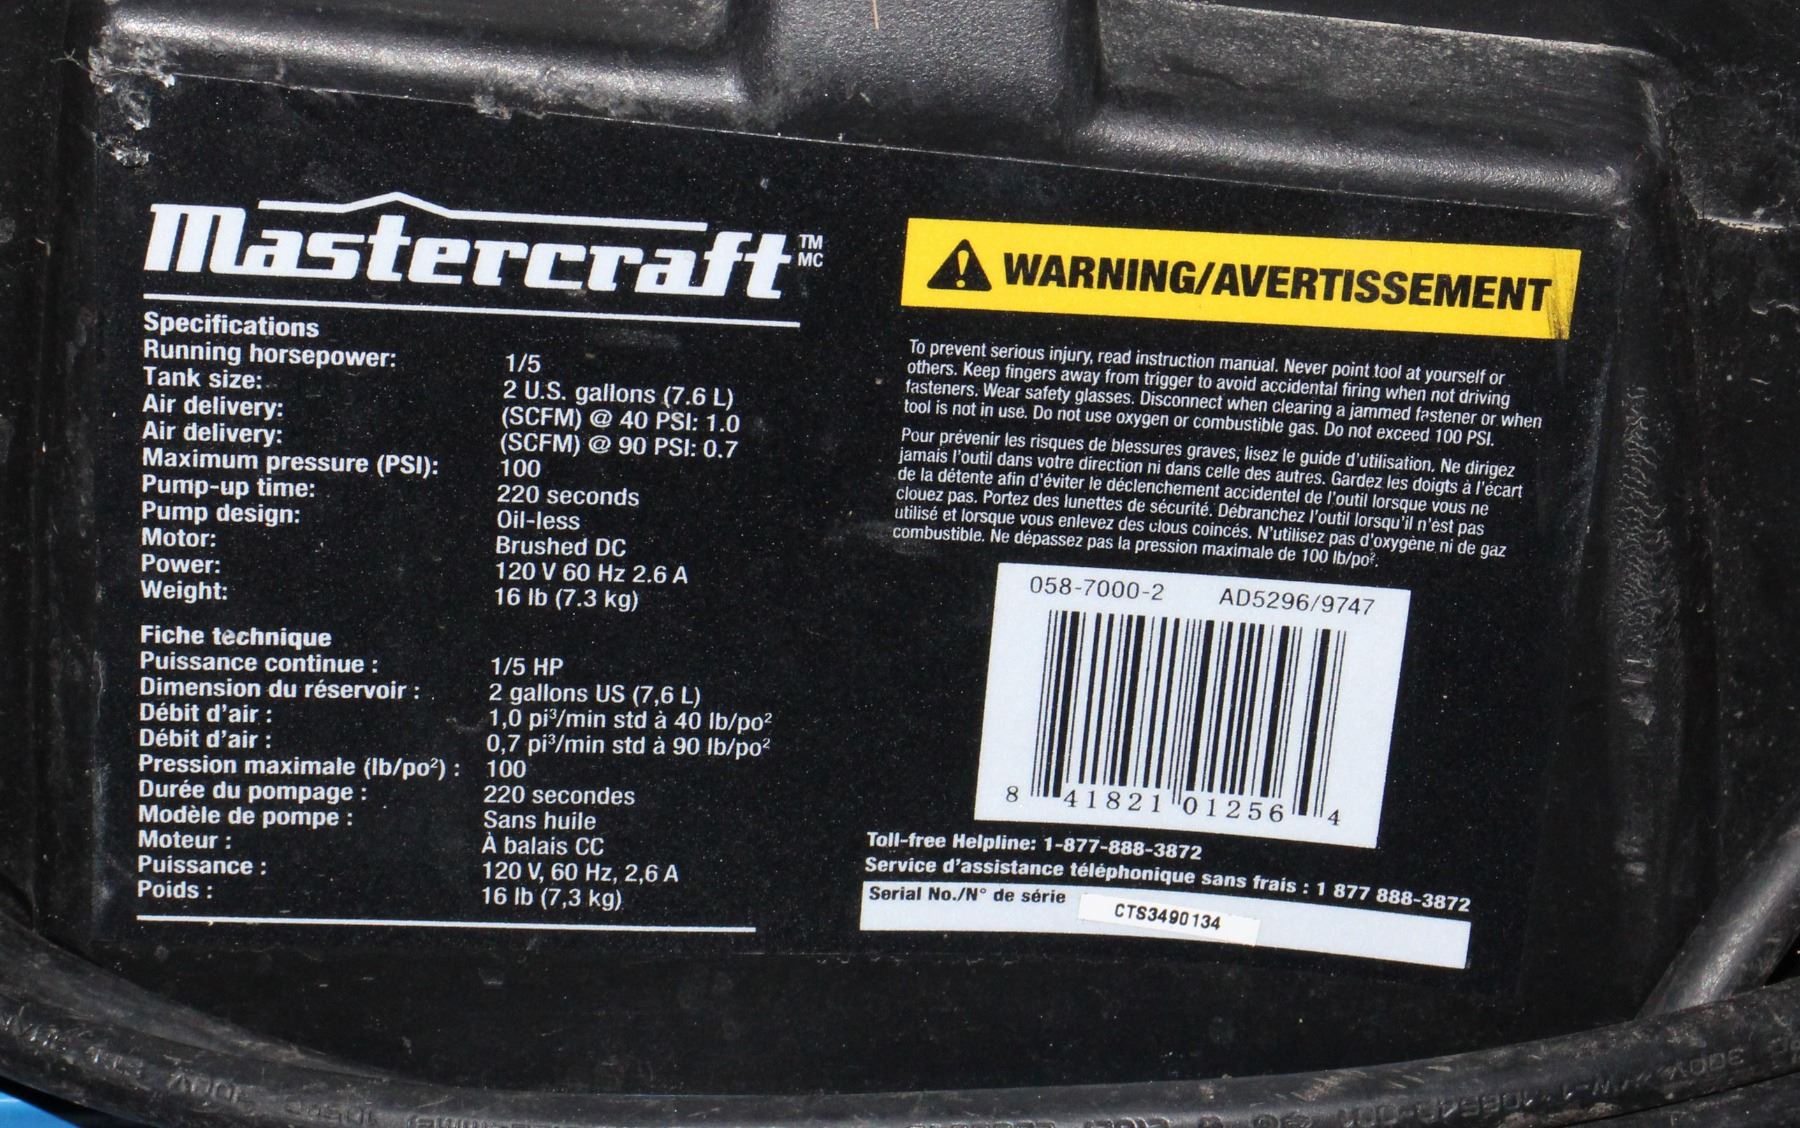 Mastercraft TM MC
Specifications
Running horsepower: 1/5
Tank size: 2 U.S. gallons (7.6 L)
Air delivery: (SCFM) @ 40 PSI: 1.0
Air delivery: (SCFM) @ 90 PSI: 0.7
Maximum pressure (PSI): 100
Pump-up time: 220 seconds
Pump design: Oil-less
Motor: Brushed DC
Power: 120 V 60 Hz 2.6 A
Weight: 16 lb (7.3 kg)
Fiche technique
Puissance continue : 1/5 HP
Dimension du réservoir : 2 gallons US (7,6 L)
Débit d'air : 1,0 pi³/min std à 40 lb/po²
Débit d'air : 0,7 pi³/min std à 90 lb/po²
Pression maximale (lb/po²) : 100
Durée du pompage : 220 secondes
Modèle de pompe : Sans huile
Moteur : À balais CC
Puissance : 120 V, 60 Hz, 2,6 A
Poids : 16 lb (7,3 kg)
WARNING/AVERTISSEMENT
To prevent serious injury, read instruction manual. Never point tool at yourself or
others. Keep fingers away from trigger to avoid accidental firing when not driving
fasteners. Wear safety glasses. Disconnect when clearing a jammed fastener or when
tool is not in use. Do not use oxygen or combustible gas. Do not exceed 100 PSI.
Pour prévenir les risques de blessures graves, lisez le guide d'utilisation. Ne dirigez
jamais l'outil dans votre direction ni dans celle des autres. Gardez les doigts à l'écart
de la détente afin d'éviter le déclenchement accidentel de l'outil lorsque vous ne
clouez pas. Portez des lunettes de sécurité. Débranchez l'outil lorsqu'il n'est pas
utilisé et lorsque vous enlevez des clous coincés. N'utilisez pas d'oxygène ni de gaz
combustible. Ne dépassez pas la pression maximale de 100 lb/po².
058-7000-2 AD5296/9747
8 41821 01256 4
Toll-free Helpline: 1-877-888-3872
Service d'assistance téléphonique sans frais : 1 877 888-3872
Serial No./N° de série CTS3490134